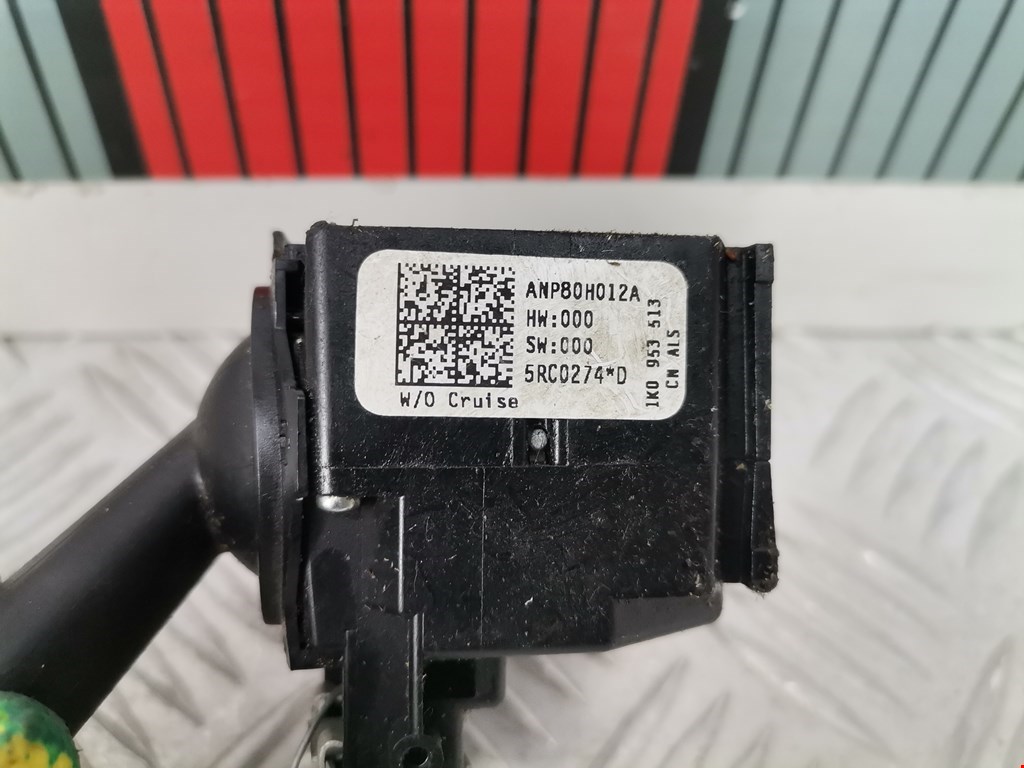 ANP80H012A
HW:000
SW:000
5RC0274*D
W/O Cruise
1K0 953 513
CN ALS